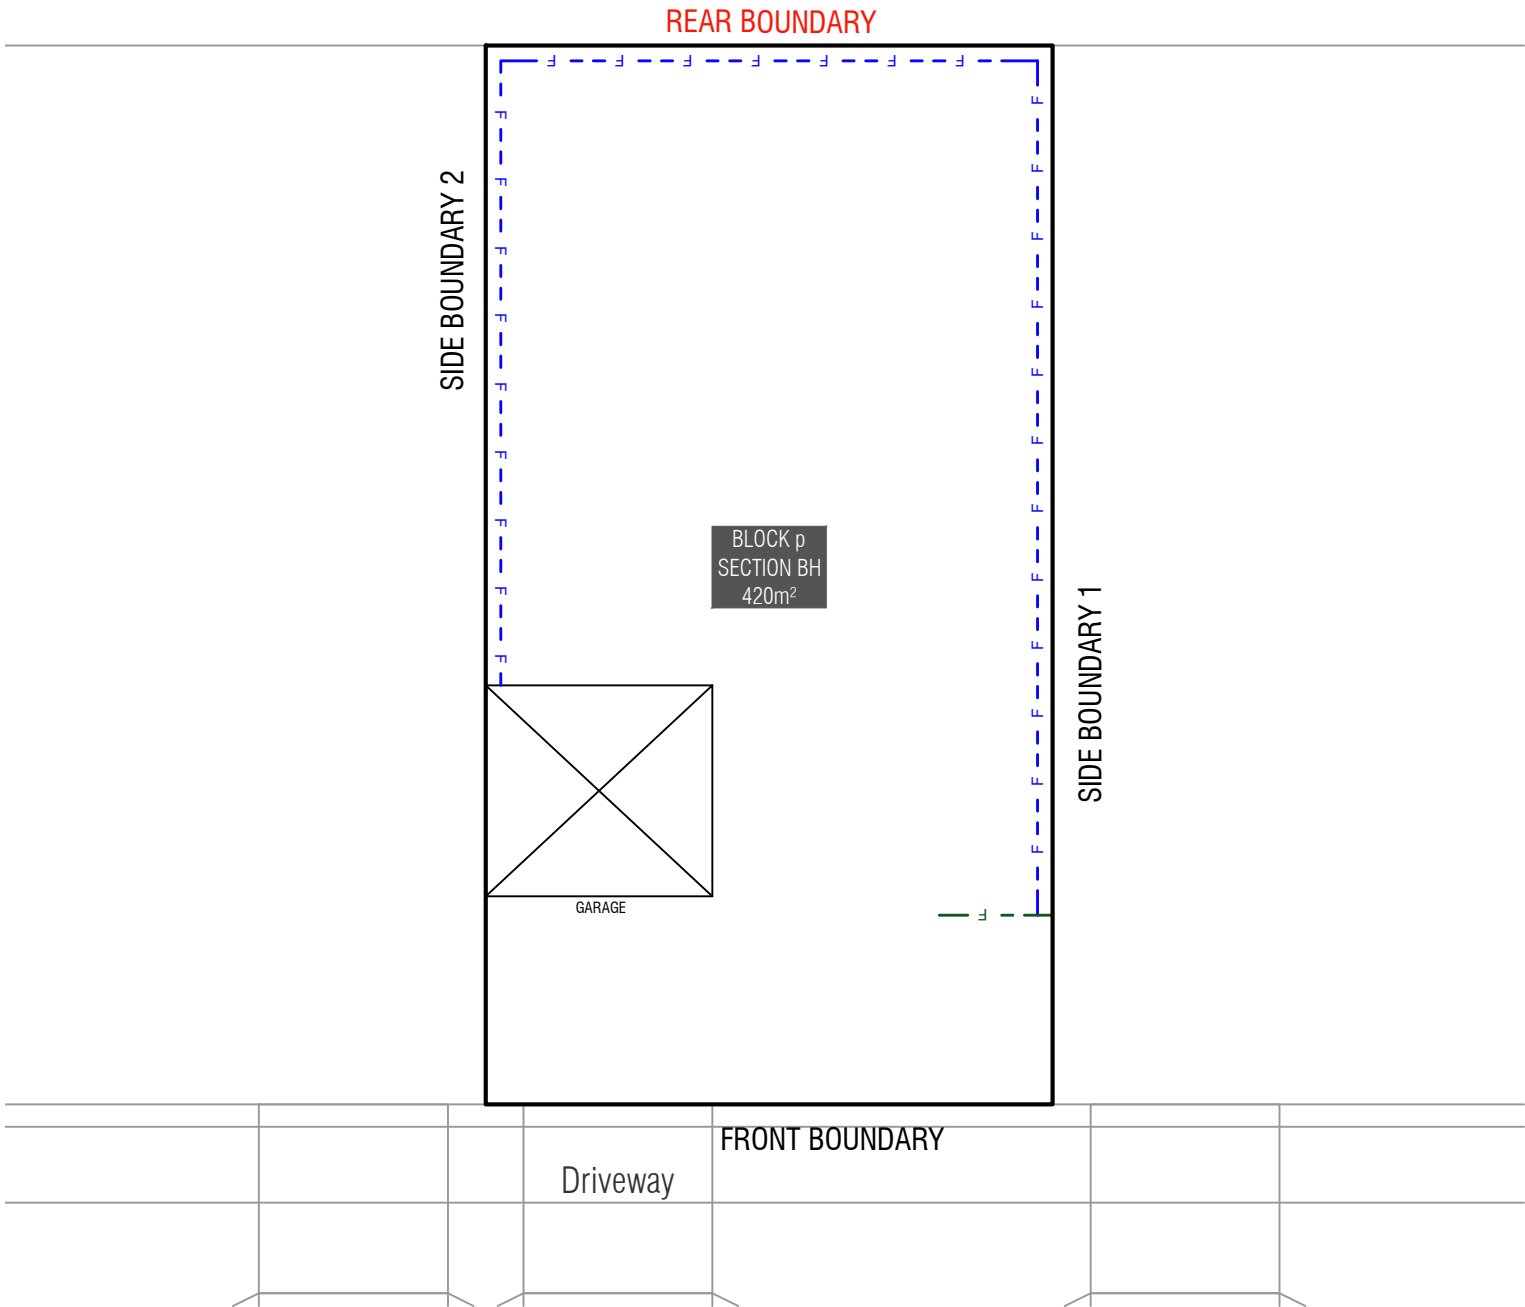 REAR BOUNDARY
F F F F F F F
F F F F F F F F F
F F F F F F F F F F F F
SIDE BOUNDARY 2
BLOCK p
SECTION BH
420m²
SIDE BOUNDARY 1
GARAGE
F
FRONT BOUNDARY
Driveway